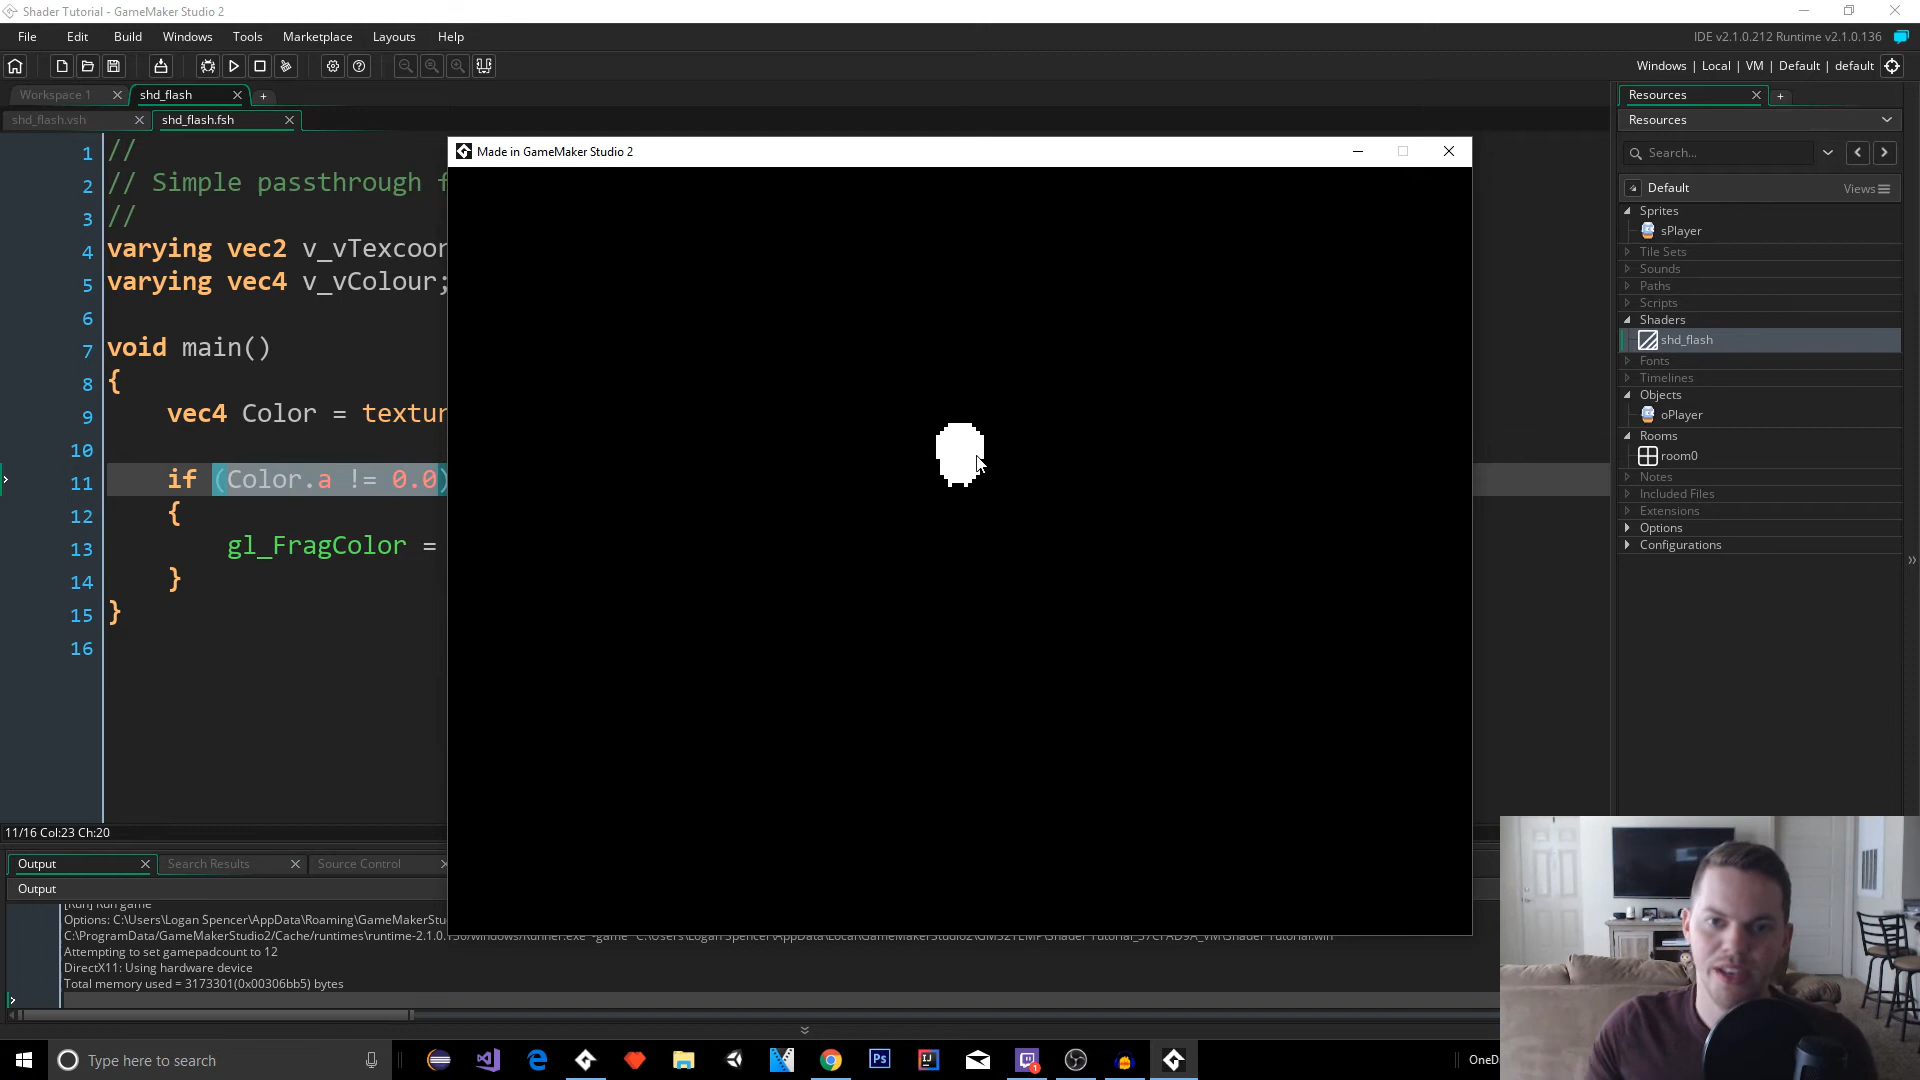 Shader Tutorial - GameMaker Studio 2
File Edit Build Windows Tools Marketplace Layouts Help
IDE v2.1.0.212 Runtime v2.1.0.136
Windows | Local | VM | Default | default
Workspace 1
shd_flash
Resources
shd_flash.vsh
shd_flash.fsh
Resources
Made in GameMaker Studio 2
Search...
Default
Views
Sprites
sPlayer
Tile Sets
Sounds
Paths
Scripts
Shaders
shd_flash
Fonts
Timelines
Objects
oPlayer
Rooms
room0
Notes
Included Files
Extensions
Options
Configurations
1 //
2 // Simple passthrough f
3 //
4 varying vec2 v_vTexcoor
5 varying vec4 v_vColour;
6
7 void main()
8 {
9 vec4 Color = textur
10
11 if (Color.a != 0.0)
12 {
13 gl_FragColor =
14 }
15 }
16
11/16 Col:23 Ch:20
Output
Search Results
Source Control
Output
[Run] Run game
Options: C:\Users\Logan Spencer\AppData\Roaming\GameMakerStu
Attempting to set gamepadcount to 12
DirectX11: Using hardware device
Total memory used = 3173301(0x00306bb5) bytes
Type here to search
Ps
IJ
1
OneD